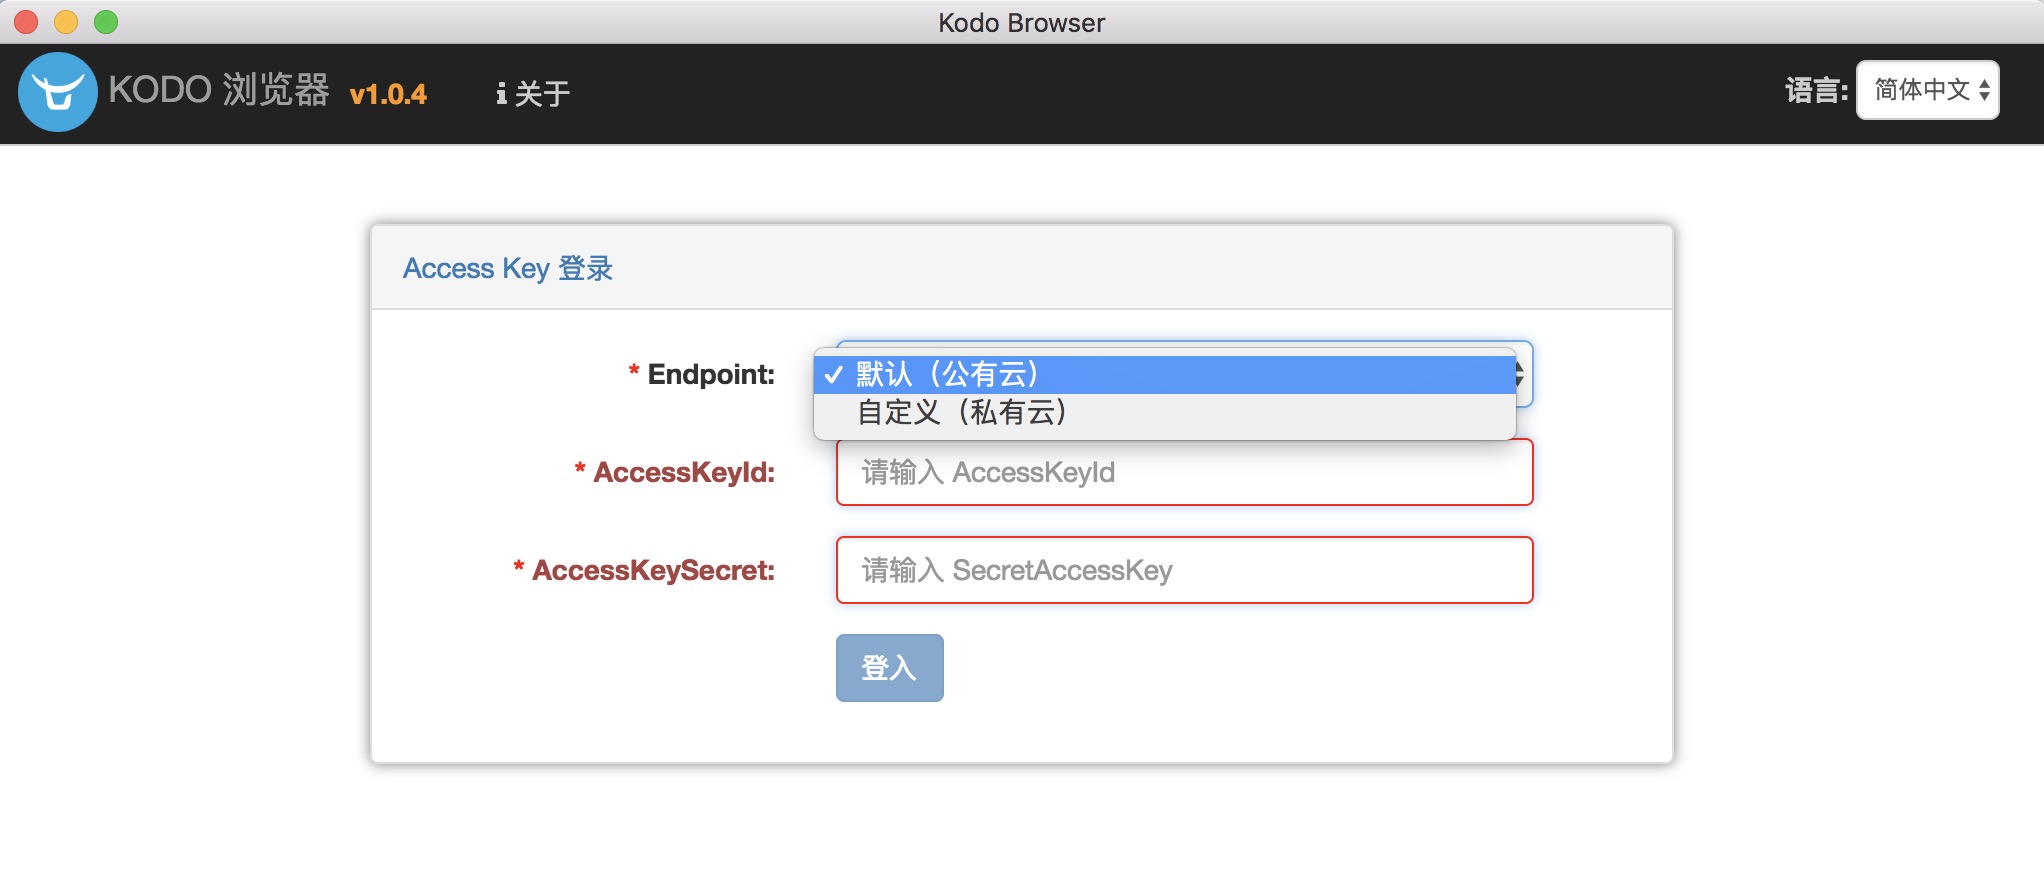 Kodo Browser
KODO 浏览器 v1.0.4 i 关于 语言: 简体中文
Access Key 登录
* Endpoint: ✓ 默认（公有云）
自定义（私有云）
* AccessKeyId: 请输入 AccessKeyId
* AccessKeySecret: 请输入 SecretAccessKey
登入